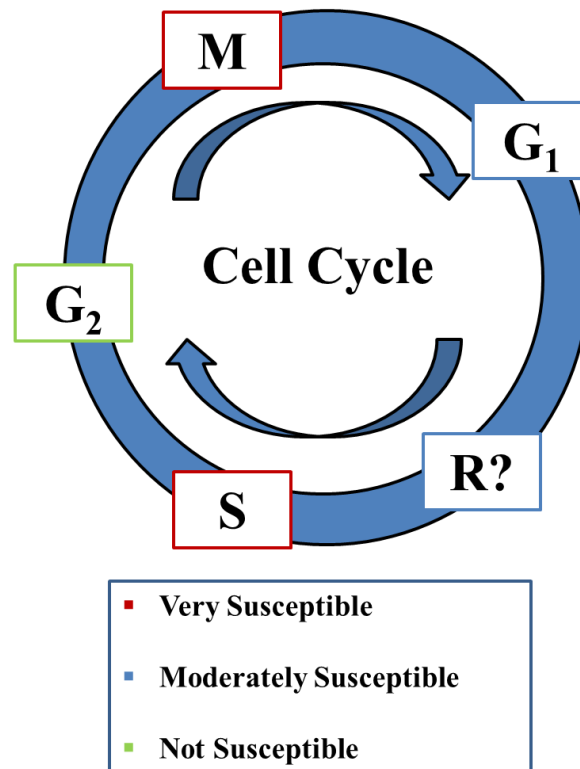 M
G₁
Cell Cycle
G₂
R?
S
Very Susceptible
Moderately Susceptible
Not Susceptible